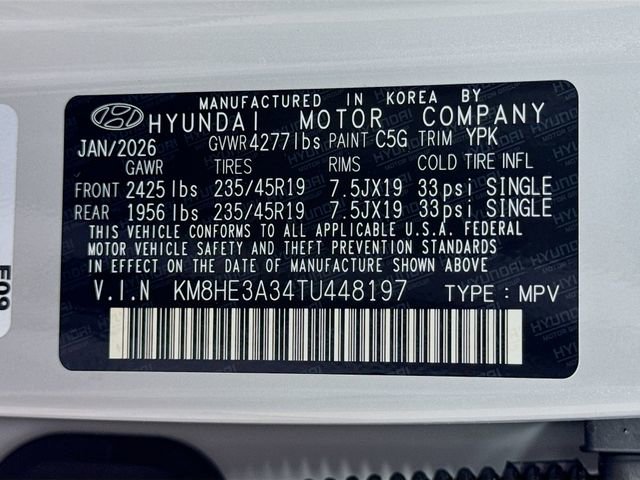 MANUFACTURED IN KOREA BY
HYUNDAI MOTOR COMPANY
JAN/2026 GVWR 4277lbs PAINT C5G TRIM YPK
GAWR TIRES RIMS COLD TIRE INFL
FRONT 2425lbs 235/45R19 7.5JX19 33psi SINGLE
REAR 1956lbs 235/45R19 7.5JX19 33psi SINGLE
THIS VEHICLE CONFORMS TO ALL APPLICABLE U.S.A. FEDERAL
MOTOR VEHICLE SAFETY AND THEFT PREVENTION STANDARDS
IN EFFECT ON THE DATE OF MANUFACTURE SHOWN ABOVE.
V.I.N KM8HE3A34TU448197 TYPE : MPV